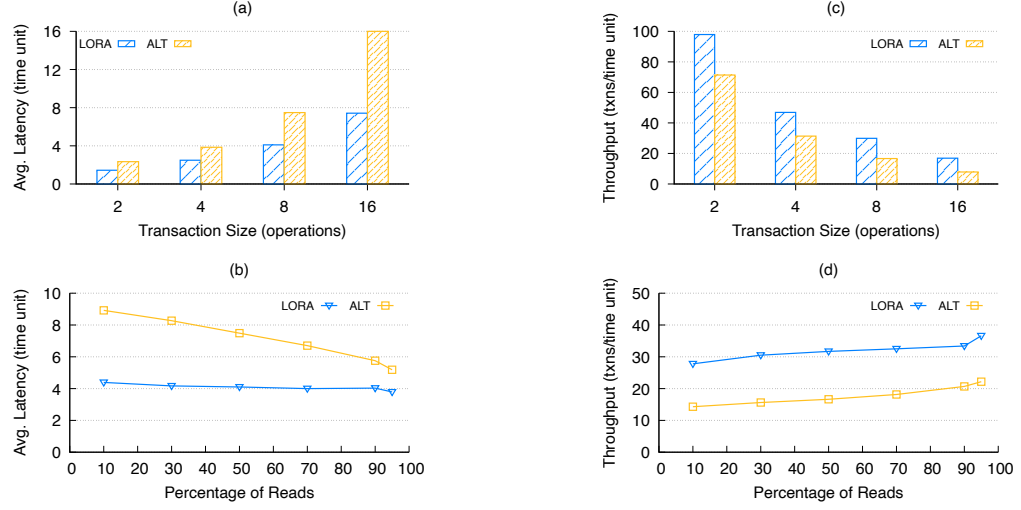 (a)
Avg. Latency (time unit)
16
12
8
4
0
LORA ALT
2 4 8 16
Transaction Size (operations)
(c)
Throughput (txns/time unit)
100
80
60
40
20
0
LORA ALT
2 4 8 16
Transaction Size (operations)
(b)
Avg. Latency (time unit)
10
8
6
4
2
0
LORA ALT
0 10 20 30 40 50 60 70 80 90 100
Percentage of Reads
(d)
Throughput (txns/time unit)
50
40
30
20
10
0
LORA ALT
0 10 20 30 40 50 60 70 80 90 100
Percentage of Reads